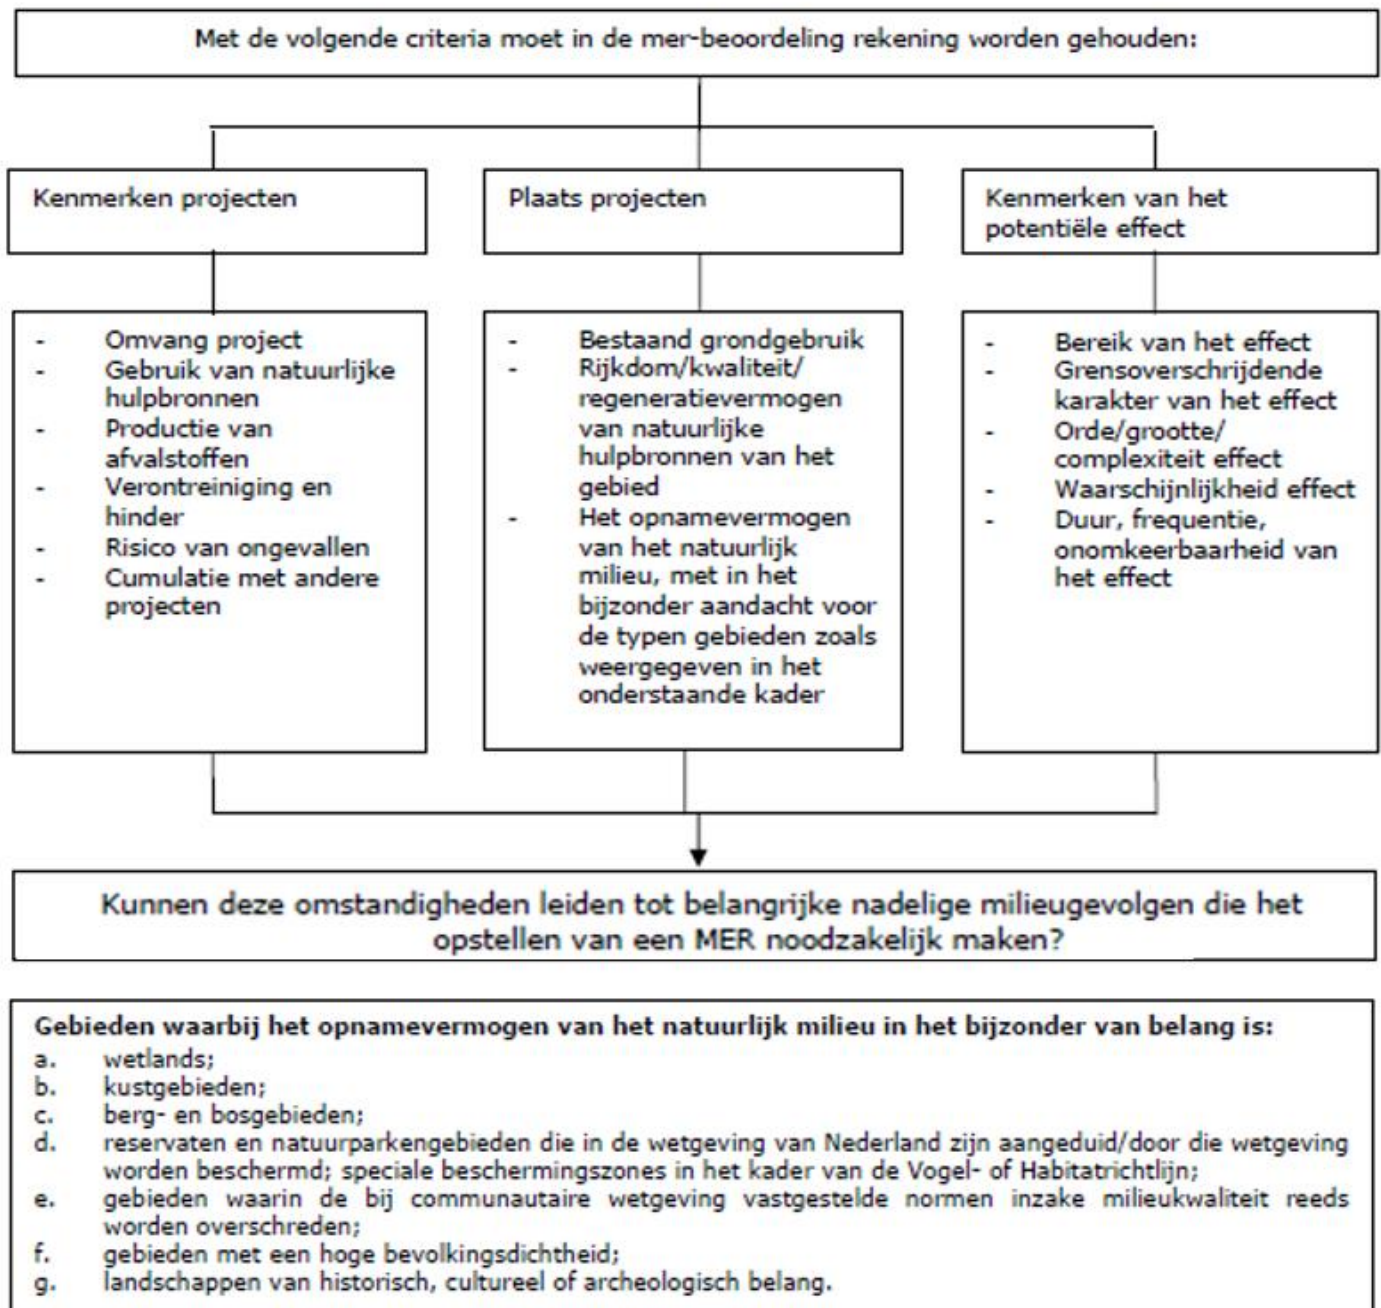 Met de volgende criteria moet in de mer-beoordeling rekening worden gehouden:
Kenmerken projecten
- Omvang project
- Gebruik van natuurlijke
hulpbronnen
- Productie van
afvalstoffen
- Verontreiniging en
hinder
- Risico van ongevallen
- Cumulatie met andere
projecten
Plaats projecten
- Bestaand grondgebruik
- Rijkdom/kwaliteit/
regeneratievermogen
van natuurlijke
hulpbronnen van het
gebied
- Het opnamevermogen
van het natuurlijk
milieu, met in het
bijzonder aandacht voor
de typen gebieden zoals
weergegeven in het
onderstaande kader
Kenmerken van het
potentiële effect
- Bereik van het effect
- Grensoverschrijdende
karakter van het effect
- Orde/grootte/
complexiteit effect
- Waarschijnlijkheid effect
- Duur, frequentie,
onomkeerbaarheid van
het effect
Kunnen deze omstandigheden leiden tot belangrijke nadelige milieugevolgen die het
opstellen van een MER noodzakelijk maken?
Gebieden waarbij het opnamevermogen van het natuurlijk milieu in het bijzonder van belang is:
a. wetlands;
b. kustgebieden;
c. berg- en bosgebieden;
d. reservaten en natuurparkengebieden die in de wetgeving van Nederland zijn aangeduid/door die wetgeving
worden beschermd; speciale beschermingszones in het kader van de Vogel- of Habitatrichtlijn;
e. gebieden waarin de bij communautaire wetgeving vastgestelde normen inzake milieukwaliteit reeds
worden overschreden;
f. gebieden met een hoge bevolkingsdichtheid;
g. landschappen van historisch, cultureel of archeologisch belang.